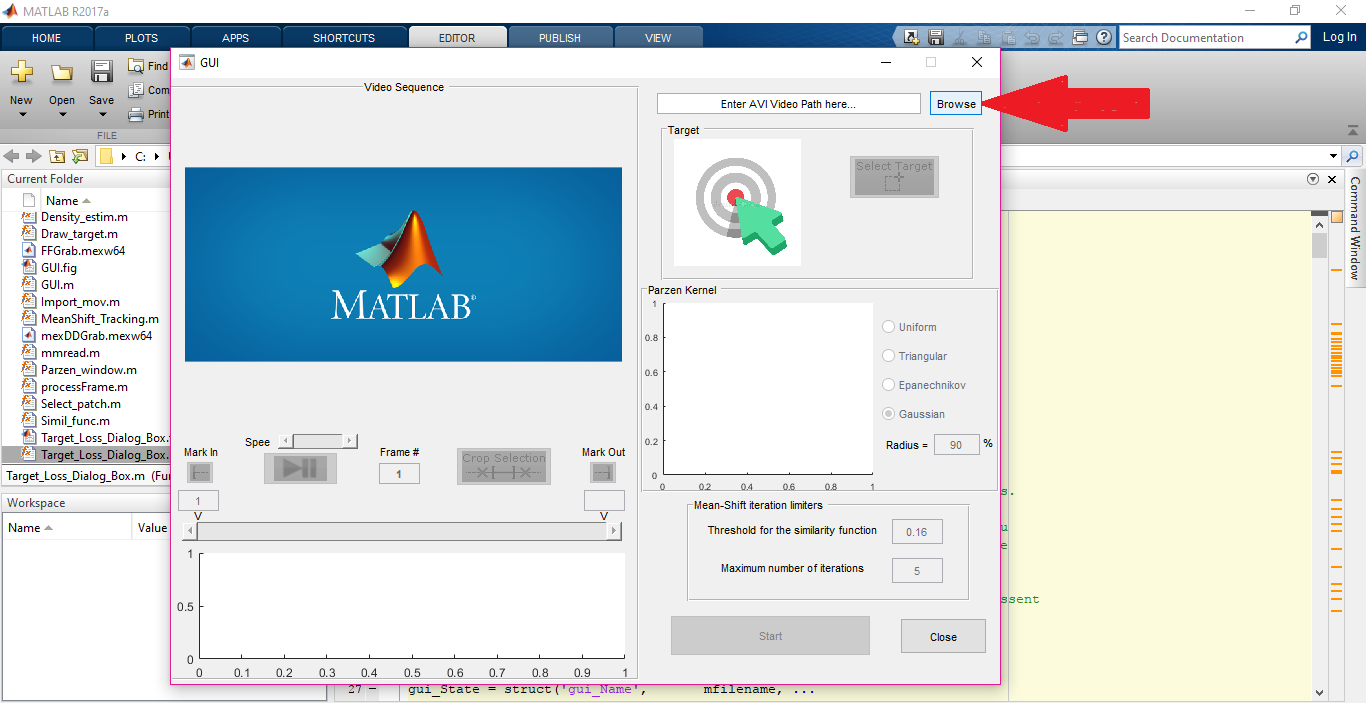 MATLAB R2017a
HOME PLOTS APPS SHORTCUTS EDITOR PUBLISH VIEW
Search Documentation
Log In
New Open Save
Find
Com
Print
FILE
C:
Current Folder
Name
Density_estim.m
Draw_target.m
FFGrab.mexw64
GUI.fig
GUI.m
Import_mov.m
MeanShift_Tracking.m
mexDDGrab.mexw64
mmread.m
Parzen_window.m
processFrame.m
Select_patch.m
Simil_func.m
Target_Loss_Dialog_Box.
Target_Loss_Dialog_Box.
Target_Loss_Dialog_Box.m (Fu
Workspace
Name Value
GUI
Video Sequence
MATLAB®
Spee
Mark In
Frame #
Crop Selection
Mark Out
1
1
V
V
1
0.5
0
0 0.1 0.2 0.3 0.4 0.5 0.6 0.7 0.8 0.9 1
Enter AVI Video Path here...
Browse
Target
Select Target
Parzen Kernel
1
0.8
0.6
0.4
0.2
0
0 0.2 0.4 0.6 0.8 1
Uniform
Triangular
Epanechnikov
Gaussian
Radius = 90 %
Mean-Shift iteration limiters
Threshold for the similarity function 0.16
Maximum number of iterations 5
Start
Close
Command Window
s.
u
e
ssent
27 − gui_State = struct('gui_Name', mfilename, ...